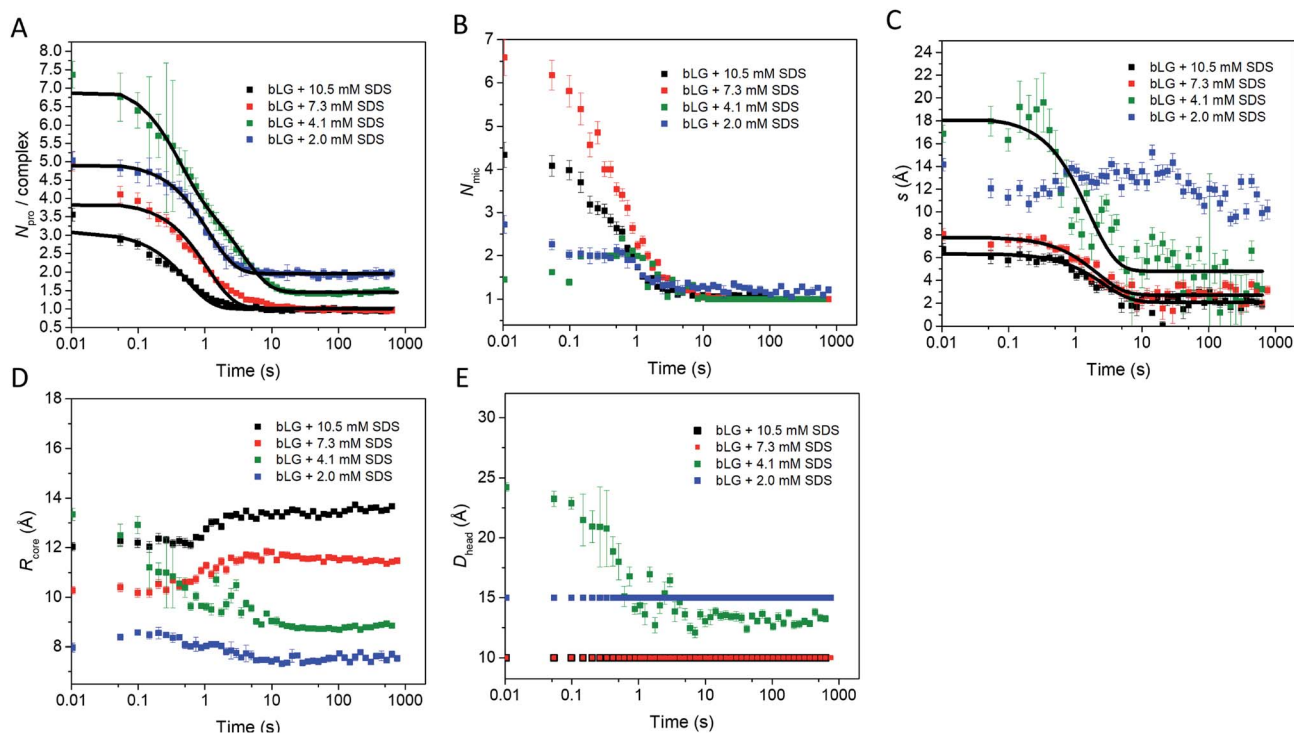 A
N_pro / complex
8.0
7.5
7.0
6.5
6.0
5.5
5.0
4.5
4.0
3.5
3.0
2.5
2.0
1.5
1.0
0.5
bLG + 10.5 mM SDS
bLG + 7.3 mM SDS
bLG + 4.1 mM SDS
bLG + 2.0 mM SDS
0.01 0.1 1 10 100 1000
Time (s)
B
N_mic
7
6
5
4
3
2
1
bLG + 10.5 mM SDS
bLG + 7.3 mM SDS
bLG + 4.1 mM SDS
bLG + 2.0 mM SDS
0.01 0.1 1 10 100 1000
Time (s)
C
s (Å)
24
22
20
18
16
14
12
10
8
6
4
2
0
bLG + 10.5 mM SDS
bLG + 7.3 mM SDS
bLG + 4.1 mM SDS
bLG + 2.0 mM SDS
0.01 0.1 1 10 100 1000
Time (s)
D
R_core (Å)
18
16
14
12
10
8
bLG + 10.5 mM SDS
bLG + 7.3 mM SDS
bLG + 4.1 mM SDS
bLG + 2.0 mM SDS
0.01 0.1 1 10 100 1000
Time (s)
E
D_head (Å)
30
25
20
15
10
bLG + 10.5 mM SDS
bLG + 7.3 mM SDS
bLG + 4.1 mM SDS
bLG + 2.0 mM SDS
0.01 0.1 1 10 100 1000
Time (s)